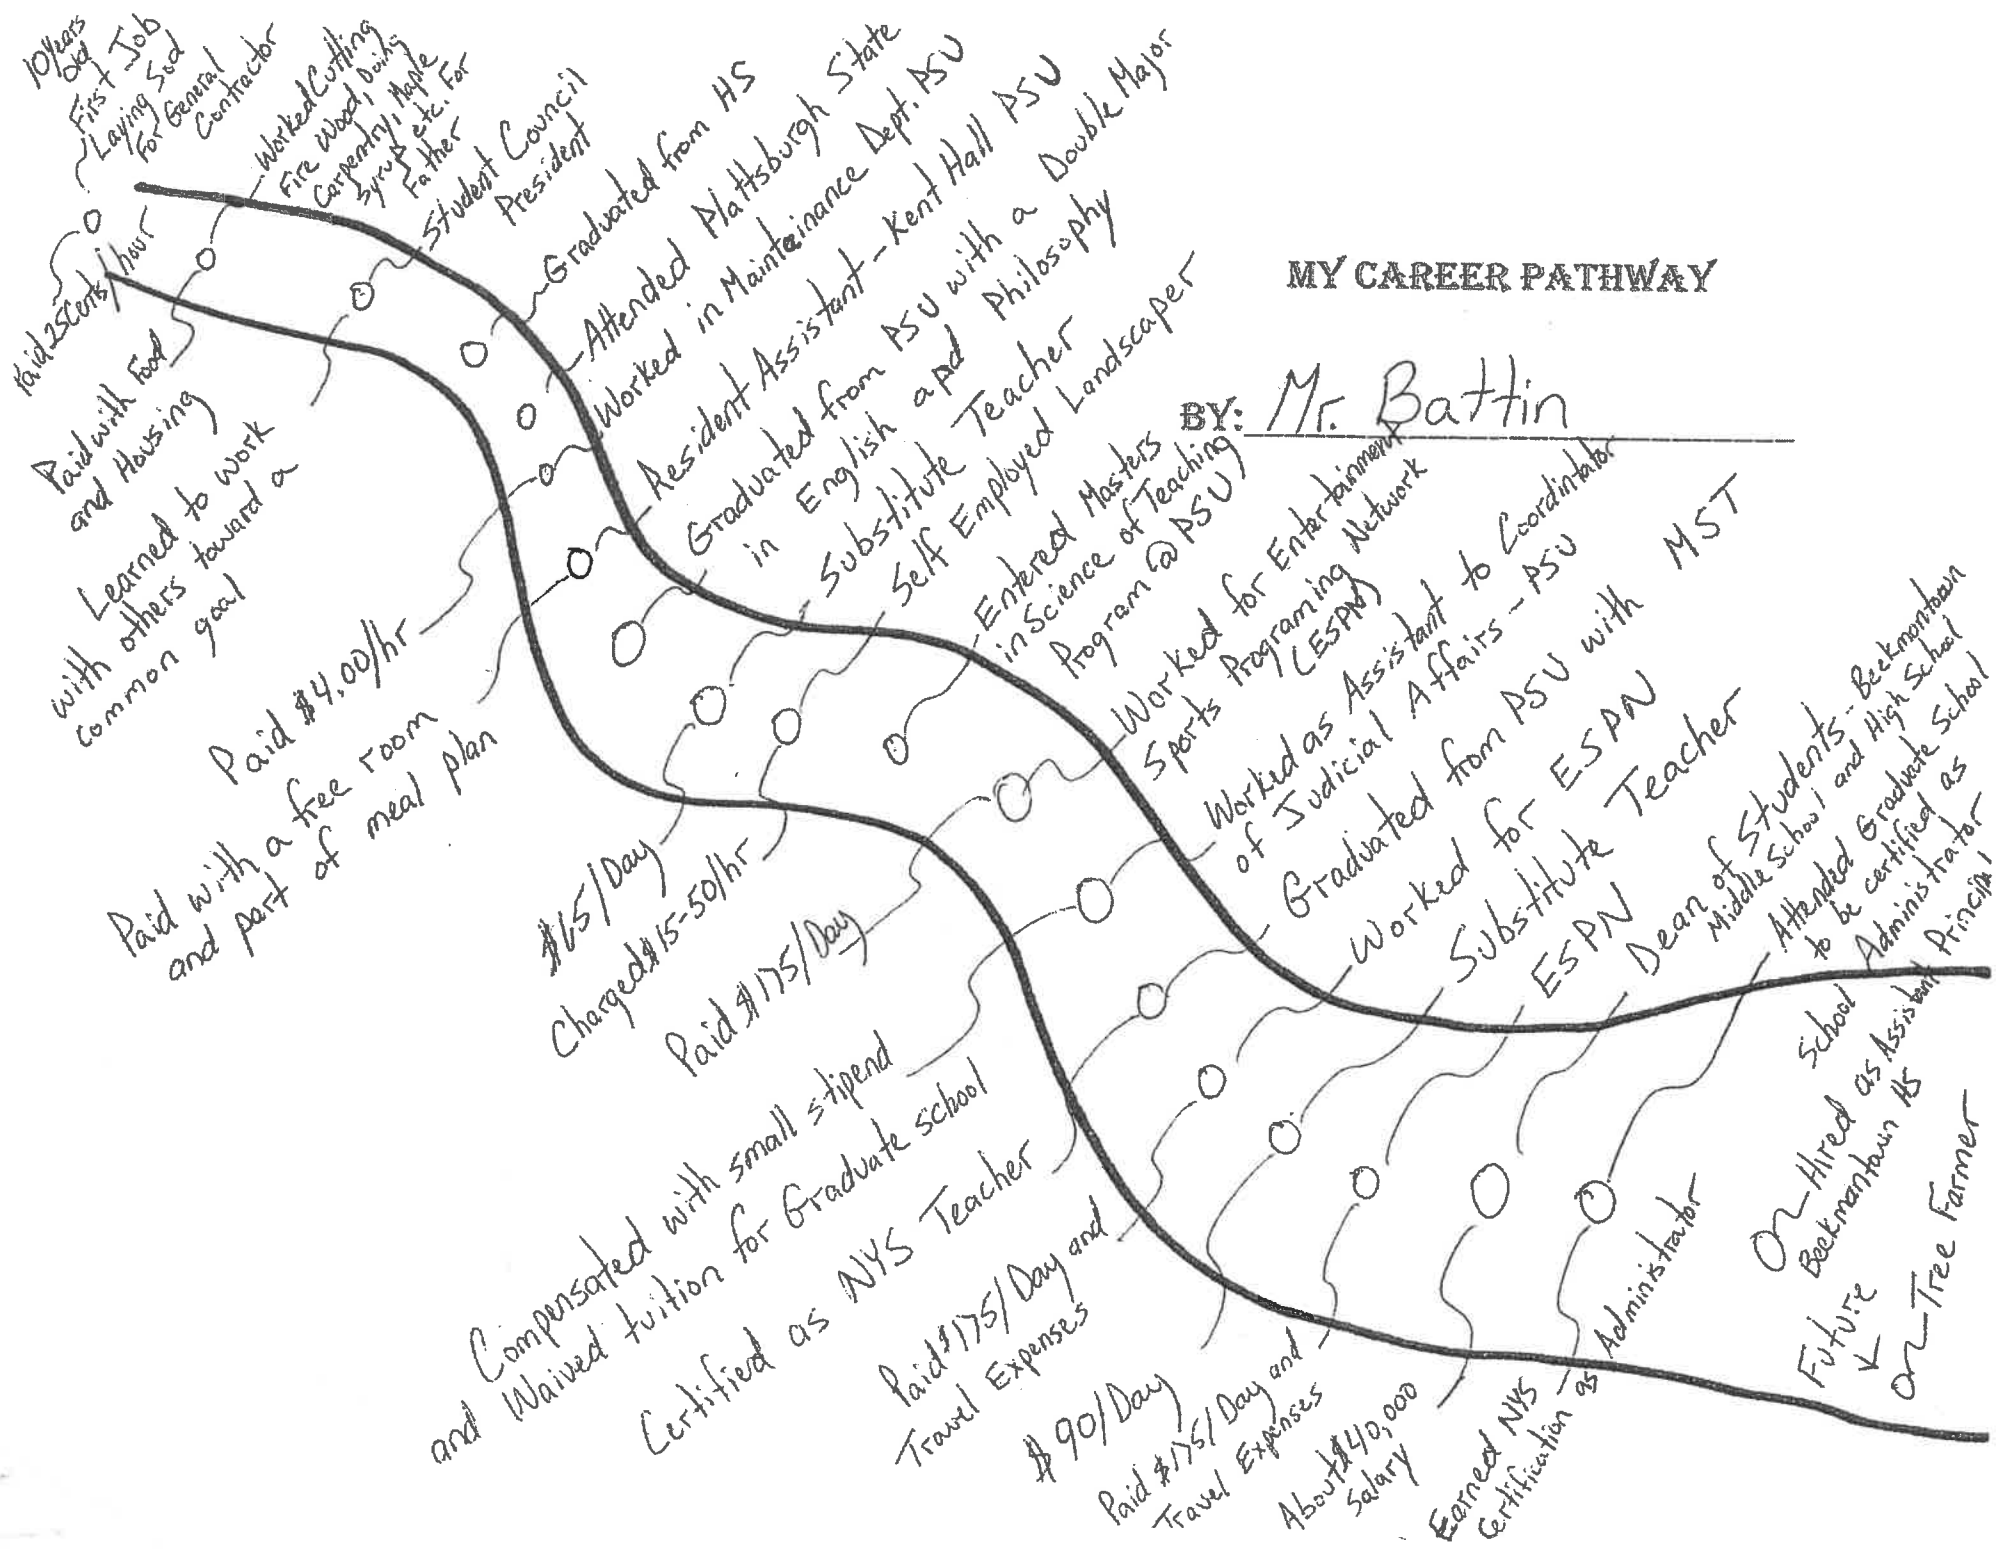 MY CAREER PATHWAY
BY: Mr. Battin
10 years
old
First Job
Laying Sod
For General
Contractor
Paid 25 Cents/hour
Worked Cutting
Fire Wood, Doing
Carpentry, Maple
Syrup etc. For
Father
Paid with Food
and Housing
Student Council
President
Learned to work
with others toward a
common goal
Graduated from HS
Attended Plattsburgh State
Worked in Mainteinance Dept. PSU
Paid $4.00/hr
Resident Assistant - Kent Hall PSU
Paid with a free room
and part of meal plan
Graduated from PSU with a Double Major
in English and Philosophy
Substitute Teacher
$65/Day
Self Employed Landscaper
Charged $15-50/hr
Entered Masters
in Science of Teaching
Program @ PSU
Worked for Entertainment
Sports Programing Network
(ESPN)
Paid $175/Day
Worked as Assistant to Coordintator
of Judicial Affairs - PSU
Compensated with small stipend
and Waived tuition for Graduate school
Graduated from PSU with MST
Certified as NYS Teacher
Worked for ESPN
Paid $175/Day and
Travel Expenses
Substitute Teacher
$90/Day
ESPN
Paid $175/Day and
Travel Expenses
Dean of Students - Beekmantown
Middle School and High School
About $40,000
Salary
Attended Graduate School
to be certified as
School Administrator
Earned NYS
Certification as Administrator
Hired as Assistant Principal
Beekmantown HS
Future
Tree Farmer